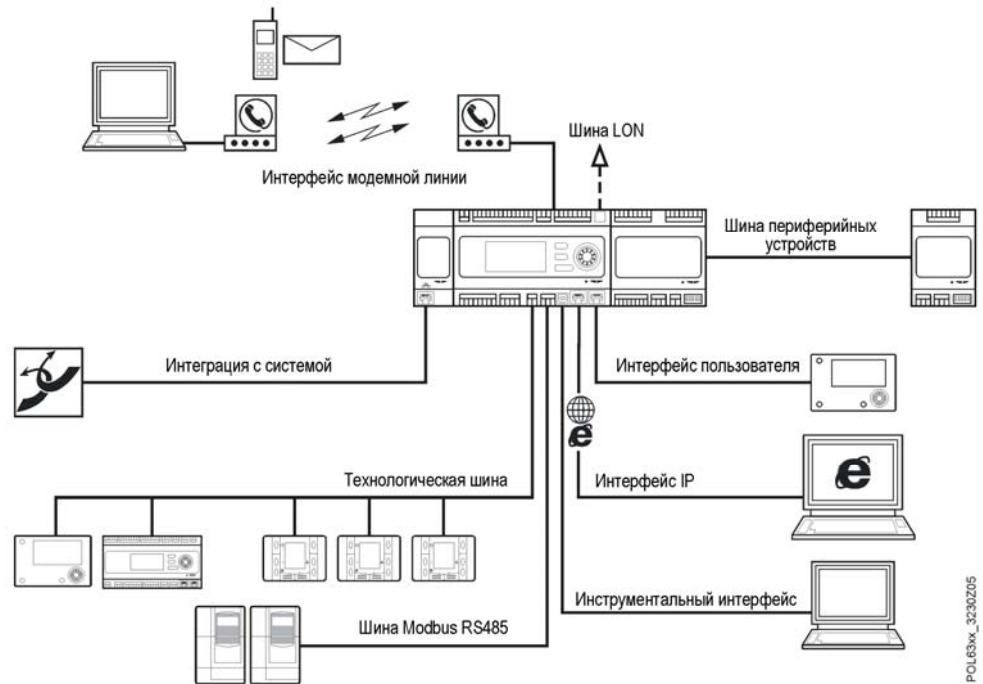 Шина LON
Интерфейс модемной линии
Шина периферийных
устройств
Интеграция с системой
Интерфейс пользователя
Технологическая шина
Интерфейс IP
Инструментальный интерфейс
Шина Modbus RS485
POL63xx_3230Z05